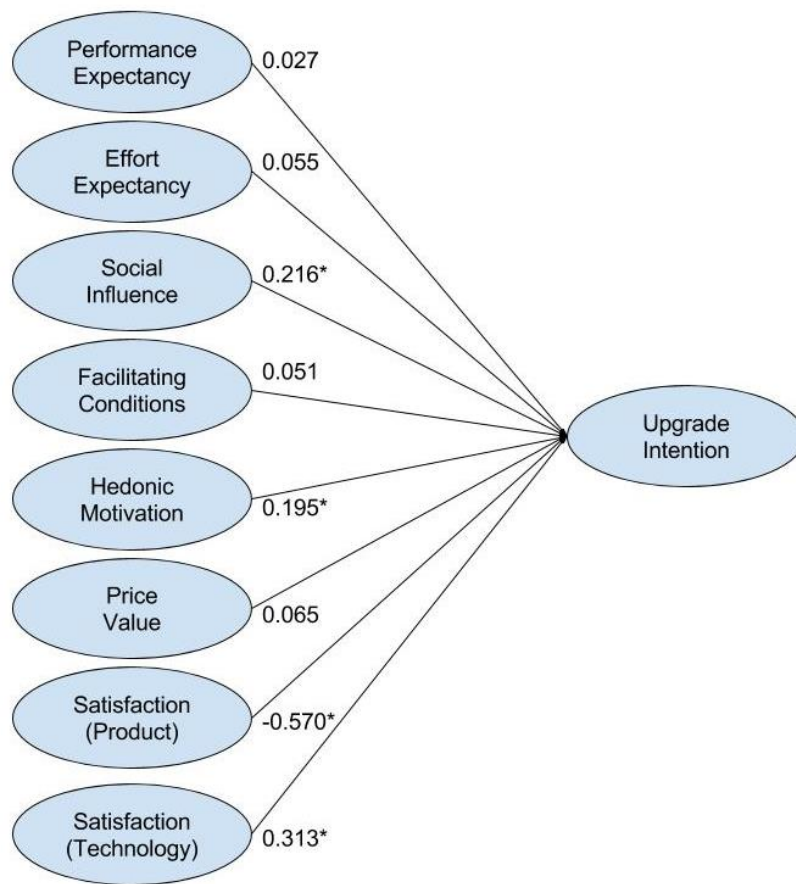 Performance
Expectancy
0.027
Effort
Expectancy
0.055
Social
Influence
0.216*
Facilitating
Conditions
0.051
Upgrade
Intention
Hedonic
Motivation
0.195*
Price
Value
0.065
Satisfaction
(Product)
-0.570*
Satisfaction
(Technology)
0.313*